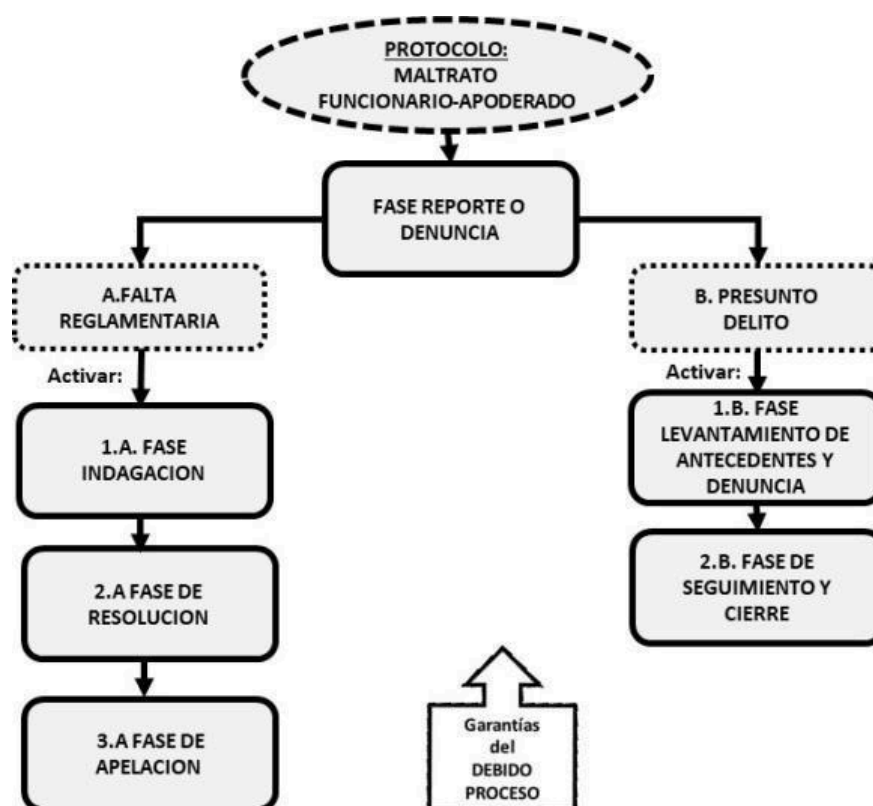 PROTOCOLO:
MALTRATO
FUNCIONARIO-APODERADO
FASE REPORTE O
DENUNCIA
A.FALTA
REGLAMENTARIA
Activar:
1.A. FASE
INDAGACION
2.A FASE DE
RESOLUCION
3.A FASE DE
APELACION
B. PRESUNTO
DELITO
Activar:
1.B. FASE
LEVANTAMIENTO DE
ANTECEDENTES Y
DENUNCIA
2.B. FASE DE
SEGUIMIENTO Y
CIERRE
Garantías
del
DEBIDO
PROCESO